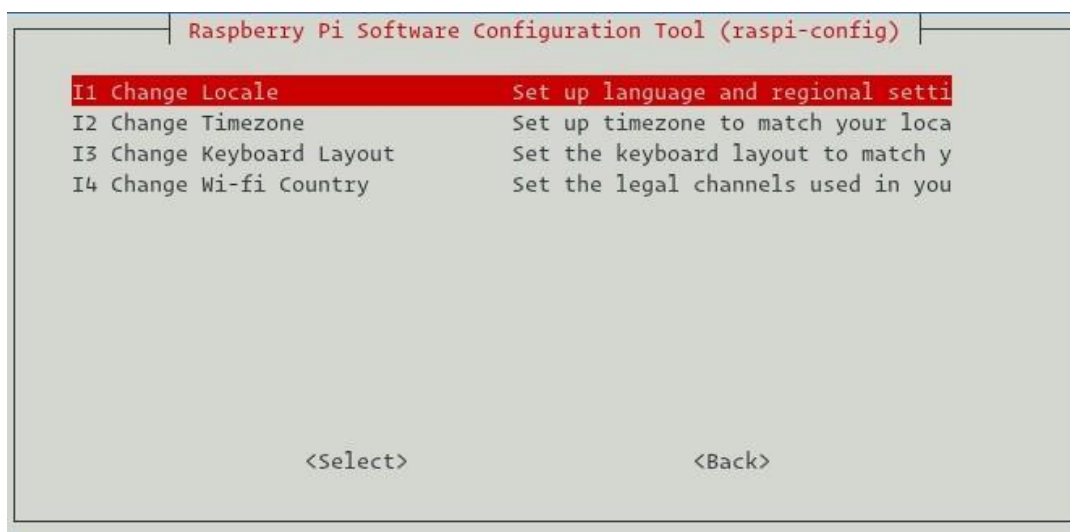 Raspberry Pi Software Configuration Tool (raspi-config)
I1 Change Locale Set up language and regional setti
I2 Change Timezone Set up timezone to match your loca
I3 Change Keyboard Layout Set the keyboard layout to match y
I4 Change Wi-fi Country Set the legal channels used in you
<Select> <Back>